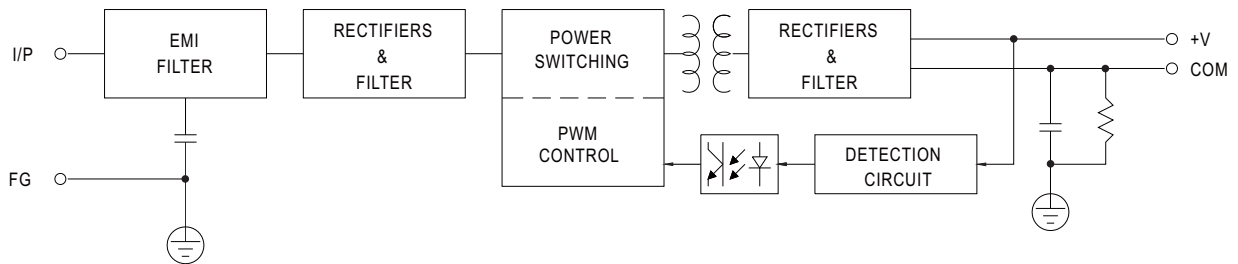 I/P
EMI
FILTER
RECTIFIERS
&
FILTER
POWER
SWITCHING
PWM
CONTROL
RECTIFIERS
&
FILTER
+V
COM
DETECTION
CIRCUIT
FG